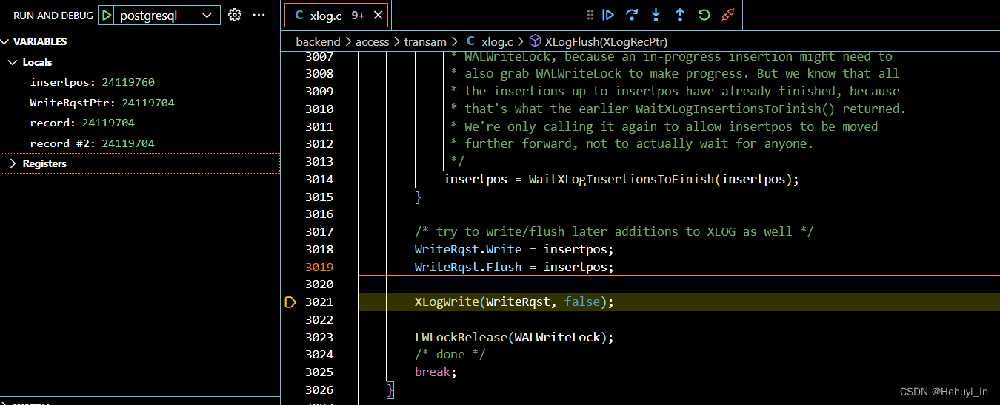 RUN AND DEBUG postgresql
xlog.c 9+
VARIABLES
Locals
insertpos: 24119760
WriteRqstPtr: 24119704
record: 24119704
record #2: 24119704
Registers
backend > access > transam > C xlog.c > XLogFlush(XLogRecPtr)
3007 * WALWriteLock, because an in-progress insertion might need to
3008 * also grab WALWriteLock to make progress. But we know that all
3009 * the insertions up to insertpos have already finished, because
3010 * that's what the earlier WaitXLogInsertionsToFinish() returned.
3011 * We're only calling it again to allow insertpos to be moved
3012 * further forward, not to actually wait for anyone.
3013 */
3014 insertpos = WaitXLogInsertionsToFinish(insertpos);
3015 }
3016
3017 /* try to write/flush later additions to XLOG as well */
3018 WriteRqst.Write = insertpos;
3019 WriteRqst.Flush = insertpos;
3020
3021 XLogWrite(WriteRqst, false);
3022
3023 LWLockRelease(WALWriteLock);
3024 /* done */
3025 break;
3026 }
CSDN @Hehuyi_In